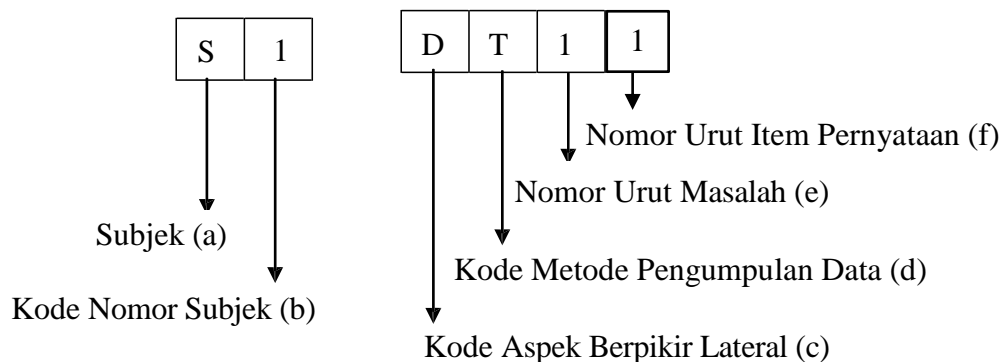 S 1 D T 1 1
Nomor Urut Item Pernyataan (f)
Nomor Urut Masalah (e)
Subjek (a)
Kode Metode Pengumpulan Data (d)
Kode Nomor Subjek (b)
Kode Aspek Berpikir Lateral (c)